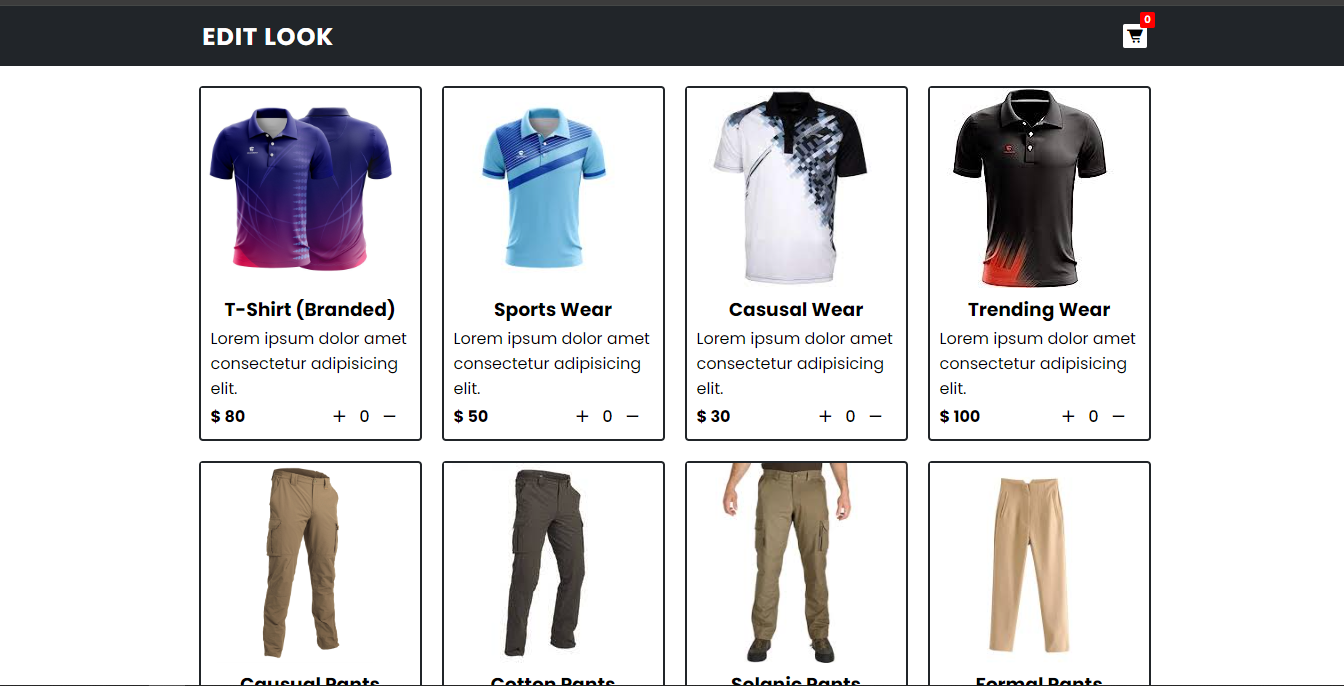 EDIT LOOK
0
T-Shirt (Branded)
Lorem ipsum dolor amet
consectetur adipisicing
elit.
$ 80 + 0 −
Sports Wear
Lorem ipsum dolor amet
consectetur adipisicing
elit.
$ 50 + 0 −
Casusal Wear
Lorem ipsum dolor amet
consectetur adipisicing
elit.
$ 30 + 0 −
Trending Wear
Lorem ipsum dolor amet
consectetur adipisicing
elit.
$ 100 + 0 −
Causual Pants
Cotton Pants
Solapic Pants
Formal Pants